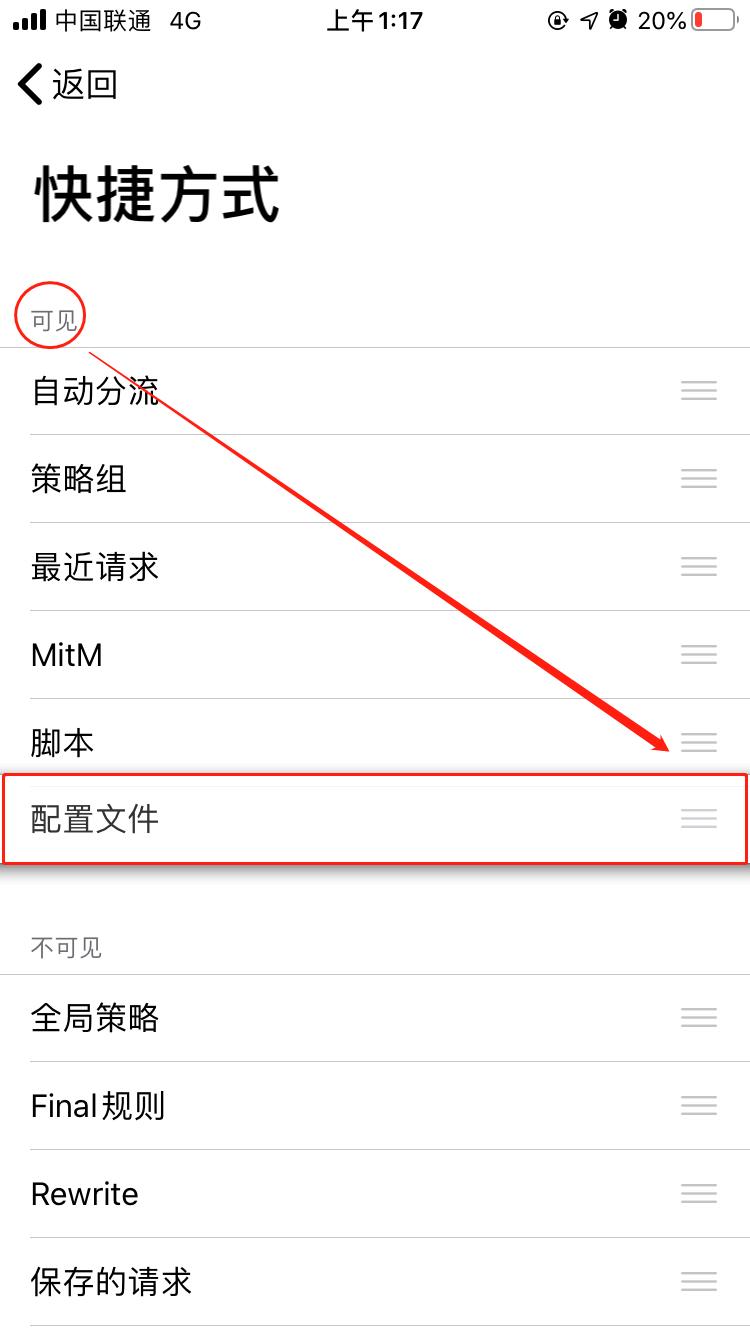 中国联通 4G 上午1:17 20%
返回
快捷方式
可见
自动分流
策略组
最近请求
MitM
脚本
配置文件
不可见
全局策略
Final规则
Rewrite
保存的请求